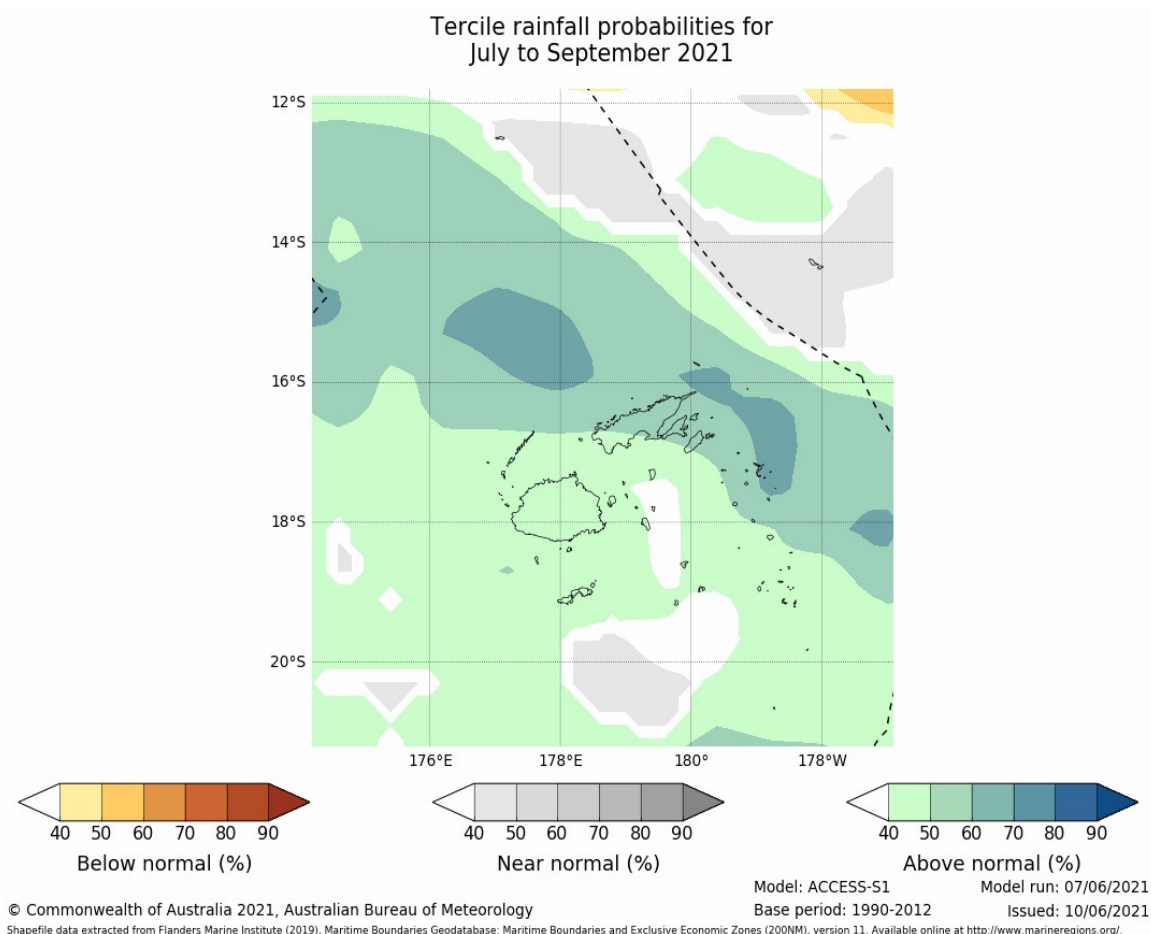 Tercile rainfall probabilities for
July to September 2021
12°S
14°S
16°S
18°S
20°S
176°E 178°E 180° 178°W
40 50 60 70 80 90
Below normal (%)
40 50 60 70 80 90
Near normal (%)
40 50 60 70 80 90
Above normal (%)
Model: ACCESS-S1 Model run: 07/06/2021
© Commonwealth of Australia 2021, Australian Bureau of Meteorology Base period: 1990-2012 Issued: 10/06/2021
Shapefile data extracted from Flanders Marine Institute (2019), Maritime Boundaries Geodatabase: Maritime Boundaries and Exclusive Economic Zones (200NM), version 11. Available online at http://www.marineregions.org/.